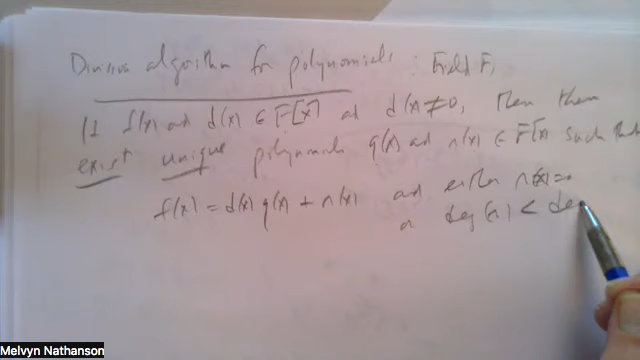 Division algorithm for polynomials : Field F,
If f(x) and d(x) ∈ F[x] and d(x) ≠ 0, then there
exist unique polynomials q(x) and r(x) ∈ F[x] such that
f(x) = d(x) q(x) + r(x) and either r(x) = 0
or deg(r) < de
Melvyn Nathanson